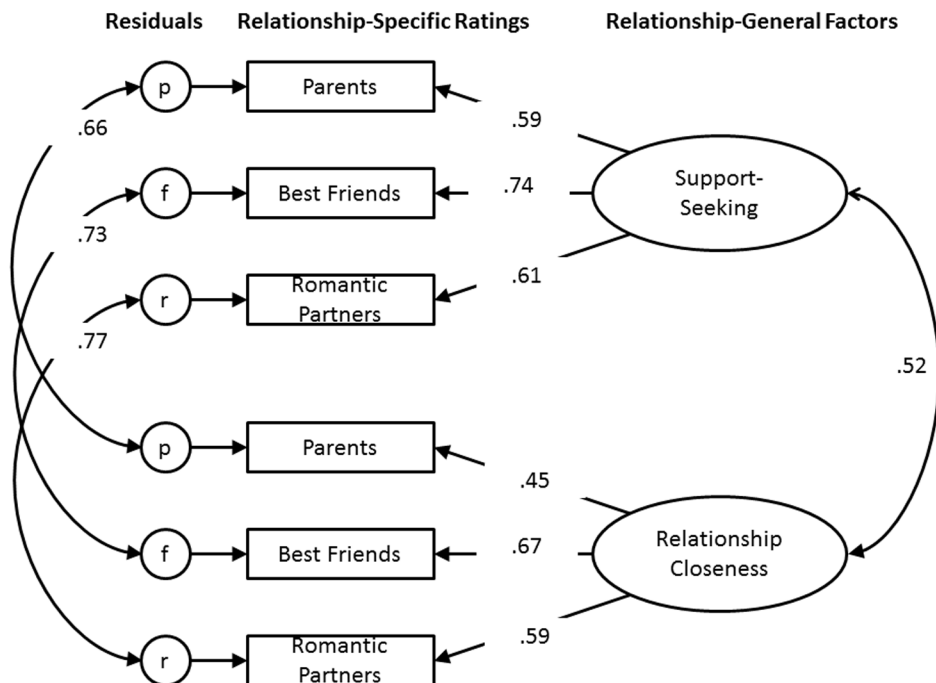 Residuals Relationship-Specific Ratings Relationship-General Factors
p
Parents
.59
.66
f
Best Friends
.74
Support-
Seeking
.73
r
Romantic
Partners
.61
.77
.52
p
Parents
.45
f
Best Friends
.67
Relationship
Closeness
r
Romantic
Partners
.59